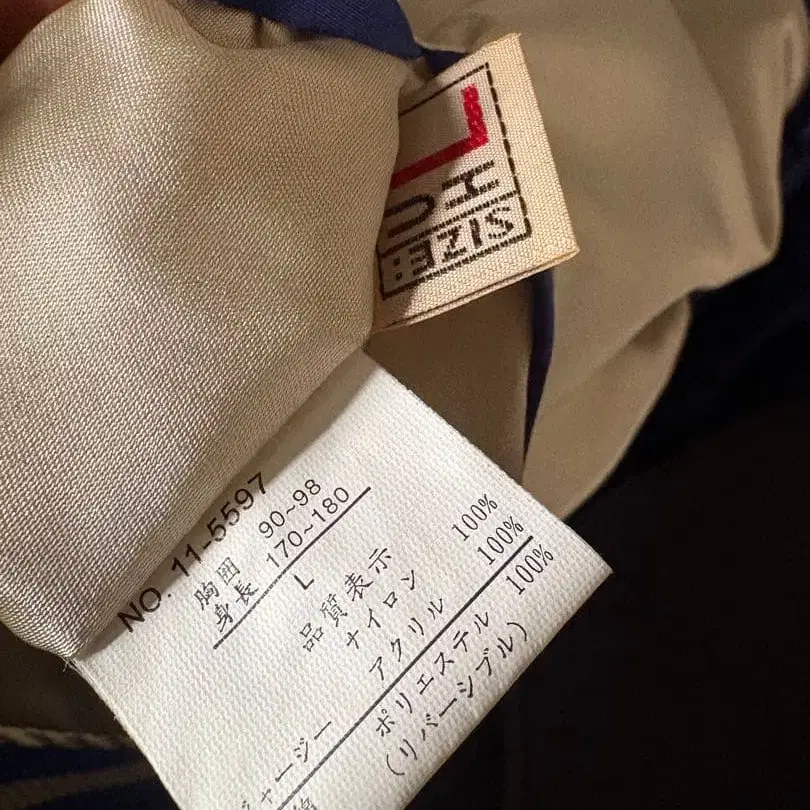 L
SIZE:
NO. 11-5597
胸囲 90~98
身長 170~180
L
品質表示
ナイロン 100%
アクリル 100%
ャージー ポリエステル 100%
(リバーシブル)